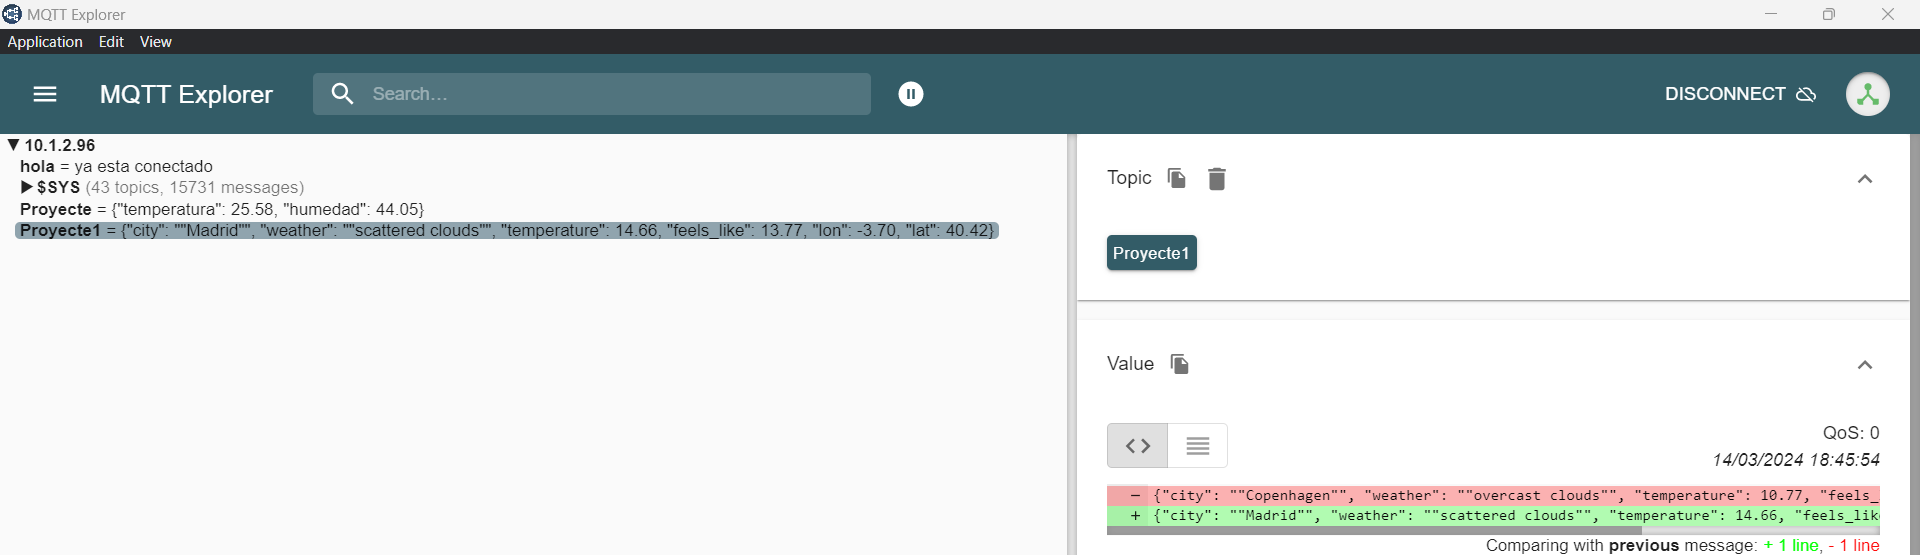 MQTT Explorer
Application Edit View
MQTT Explorer Search... DISCONNECT
10.1.2.96
hola = ya esta conectado
$SYS (43 topics, 15731 messages)
Proyecte = {"temperatura": 25.58, "humedad": 44.05}
Proyecte1 = {"city": ""Madrid"", "weather": ""scattered clouds"", "temperature": 14.66, "feels_like": 13.77, "lon": -3.70, "lat": 40.42}
Topic
Proyecte1
Value
QoS: 0
14/03/2024 18:45:54
- {"city": ""Copenhagen"", "weather": ""overcast clouds"", "temperature": 10.77, "feels_
+ {"city": ""Madrid"", "weather": ""scattered clouds"", "temperature": 14.66, "feels_lik
Comparing with previous message: + 1 line, - 1 line